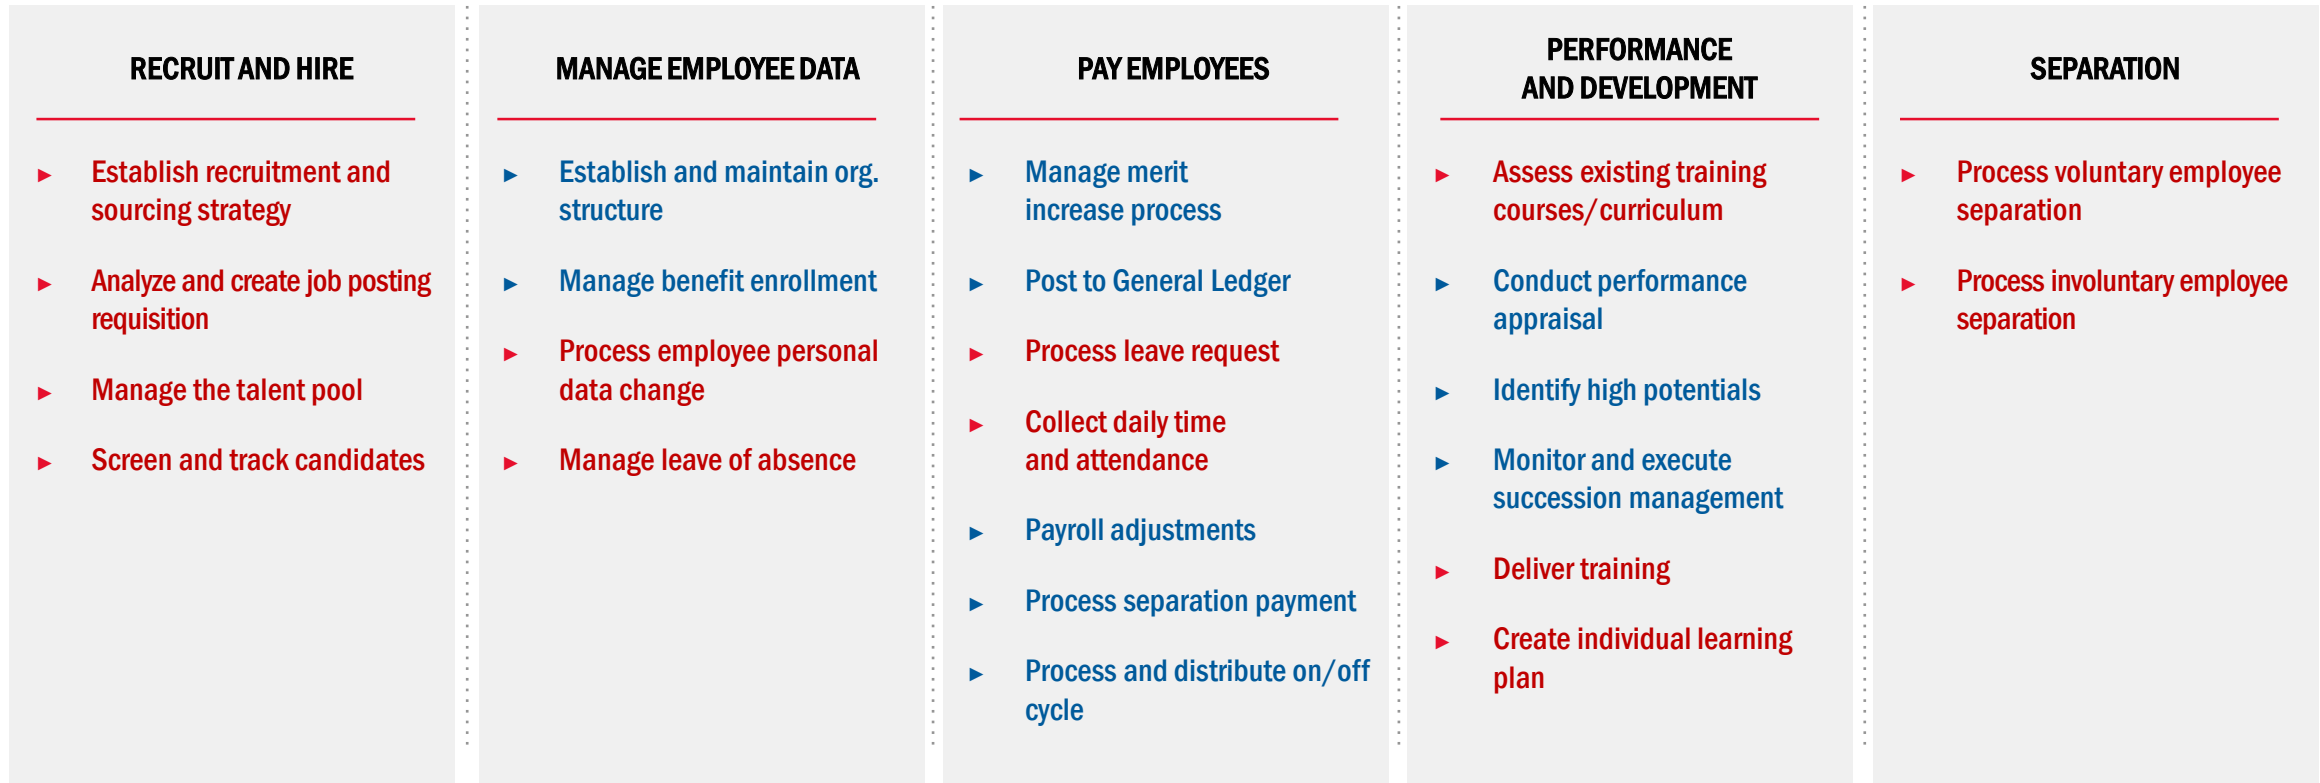 RECRUIT AND HIRE
► Establish recruitment and
sourcing strategy
► Analyze and create job posting
requisition
► Manage the talent pool
► Screen and track candidates
MANAGE EMPLOYEE DATA
► Establish and maintain org.
structure
► Manage benefit enrollment
► Process employee personal
data change
► Manage leave of absence
PAY EMPLOYEES
► Manage merit
increase process
► Post to General Ledger
► Process leave request
► Collect daily time
and attendance
► Payroll adjustments
► Process separation payment
► Process and distribute on/off
cycle
PERFORMANCE
AND DEVELOPMENT
► Assess existing training
courses/curriculum
► Conduct performance
appraisal
► Identify high potentials
► Monitor and execute
succession management
► Deliver training
► Create individual learning
plan
SEPARATION
► Process voluntary employee
separation
► Process involuntary employee
separation